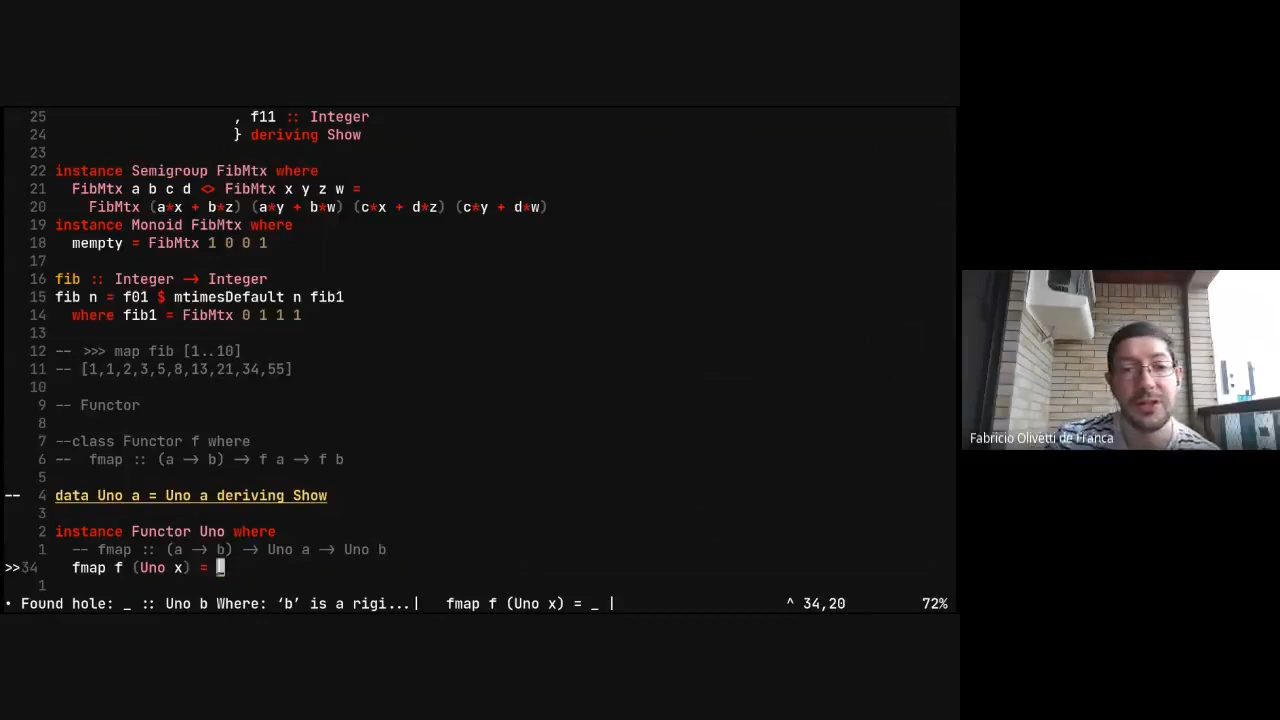 25 , f11 :: Integer
24 } deriving Show
23
22 instance Semigroup FibMtx where
21 FibMtx a b c d <> FibMtx x y z w =
20 FibMtx (a*x + b*z) (a*y + b*w) (c*x + d*z) (c*y + d*w)
19 instance Monoid FibMtx where
18 mempty = FibMtx 1 0 0 1
17
16 fib :: Integer → Integer
15 fib n = f01 $ mtimesDefault n fib1
14 where fib1 = FibMtx 0 1 1 1
13
12 -- >>> map fib [1..10]
11 -- [1,1,2,3,5,8,13,21,34,55]
10
9 -- Functor
8
7 --class Functor f where
6 -- fmap :: (a → b) → f a → f b
5
-- 4 data Uno a = Uno a deriving Show
3
2 instance Functor Uno where
1 -- fmap :: (a → b) → Uno a → Uno b
>>34 fmap f (Uno x) = _
1
• Found hole: _ :: Uno b Where: ‘b’ is a rigi...| fmap f (Uno x) = _ | ^ 34,20 72%
Fabricio Olivetti de Franca